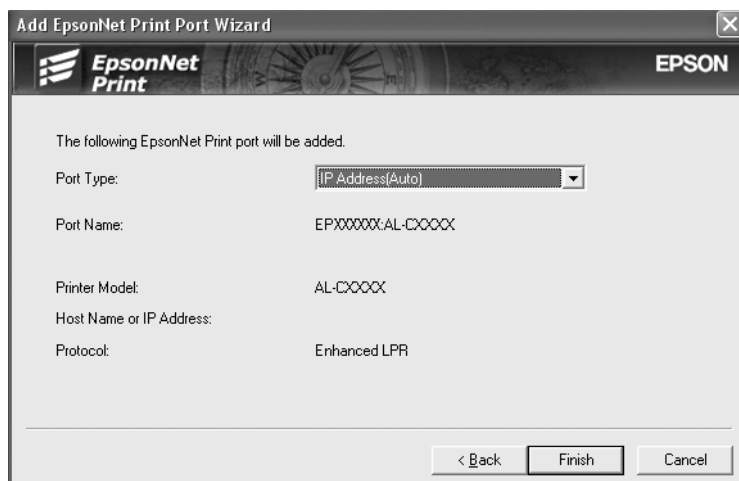 Add EpsonNet Print Port Wizard
EpsonNet
Print
EPSON
The following EpsonNet Print port will be added.
Port Type: IP Address(Auto)
Port Name: EPXXXXXX:AL-CXXXX
Printer Model: AL-CXXXX
Host Name or IP Address:
Protocol: Enhanced LPR
< Back Finish Cancel